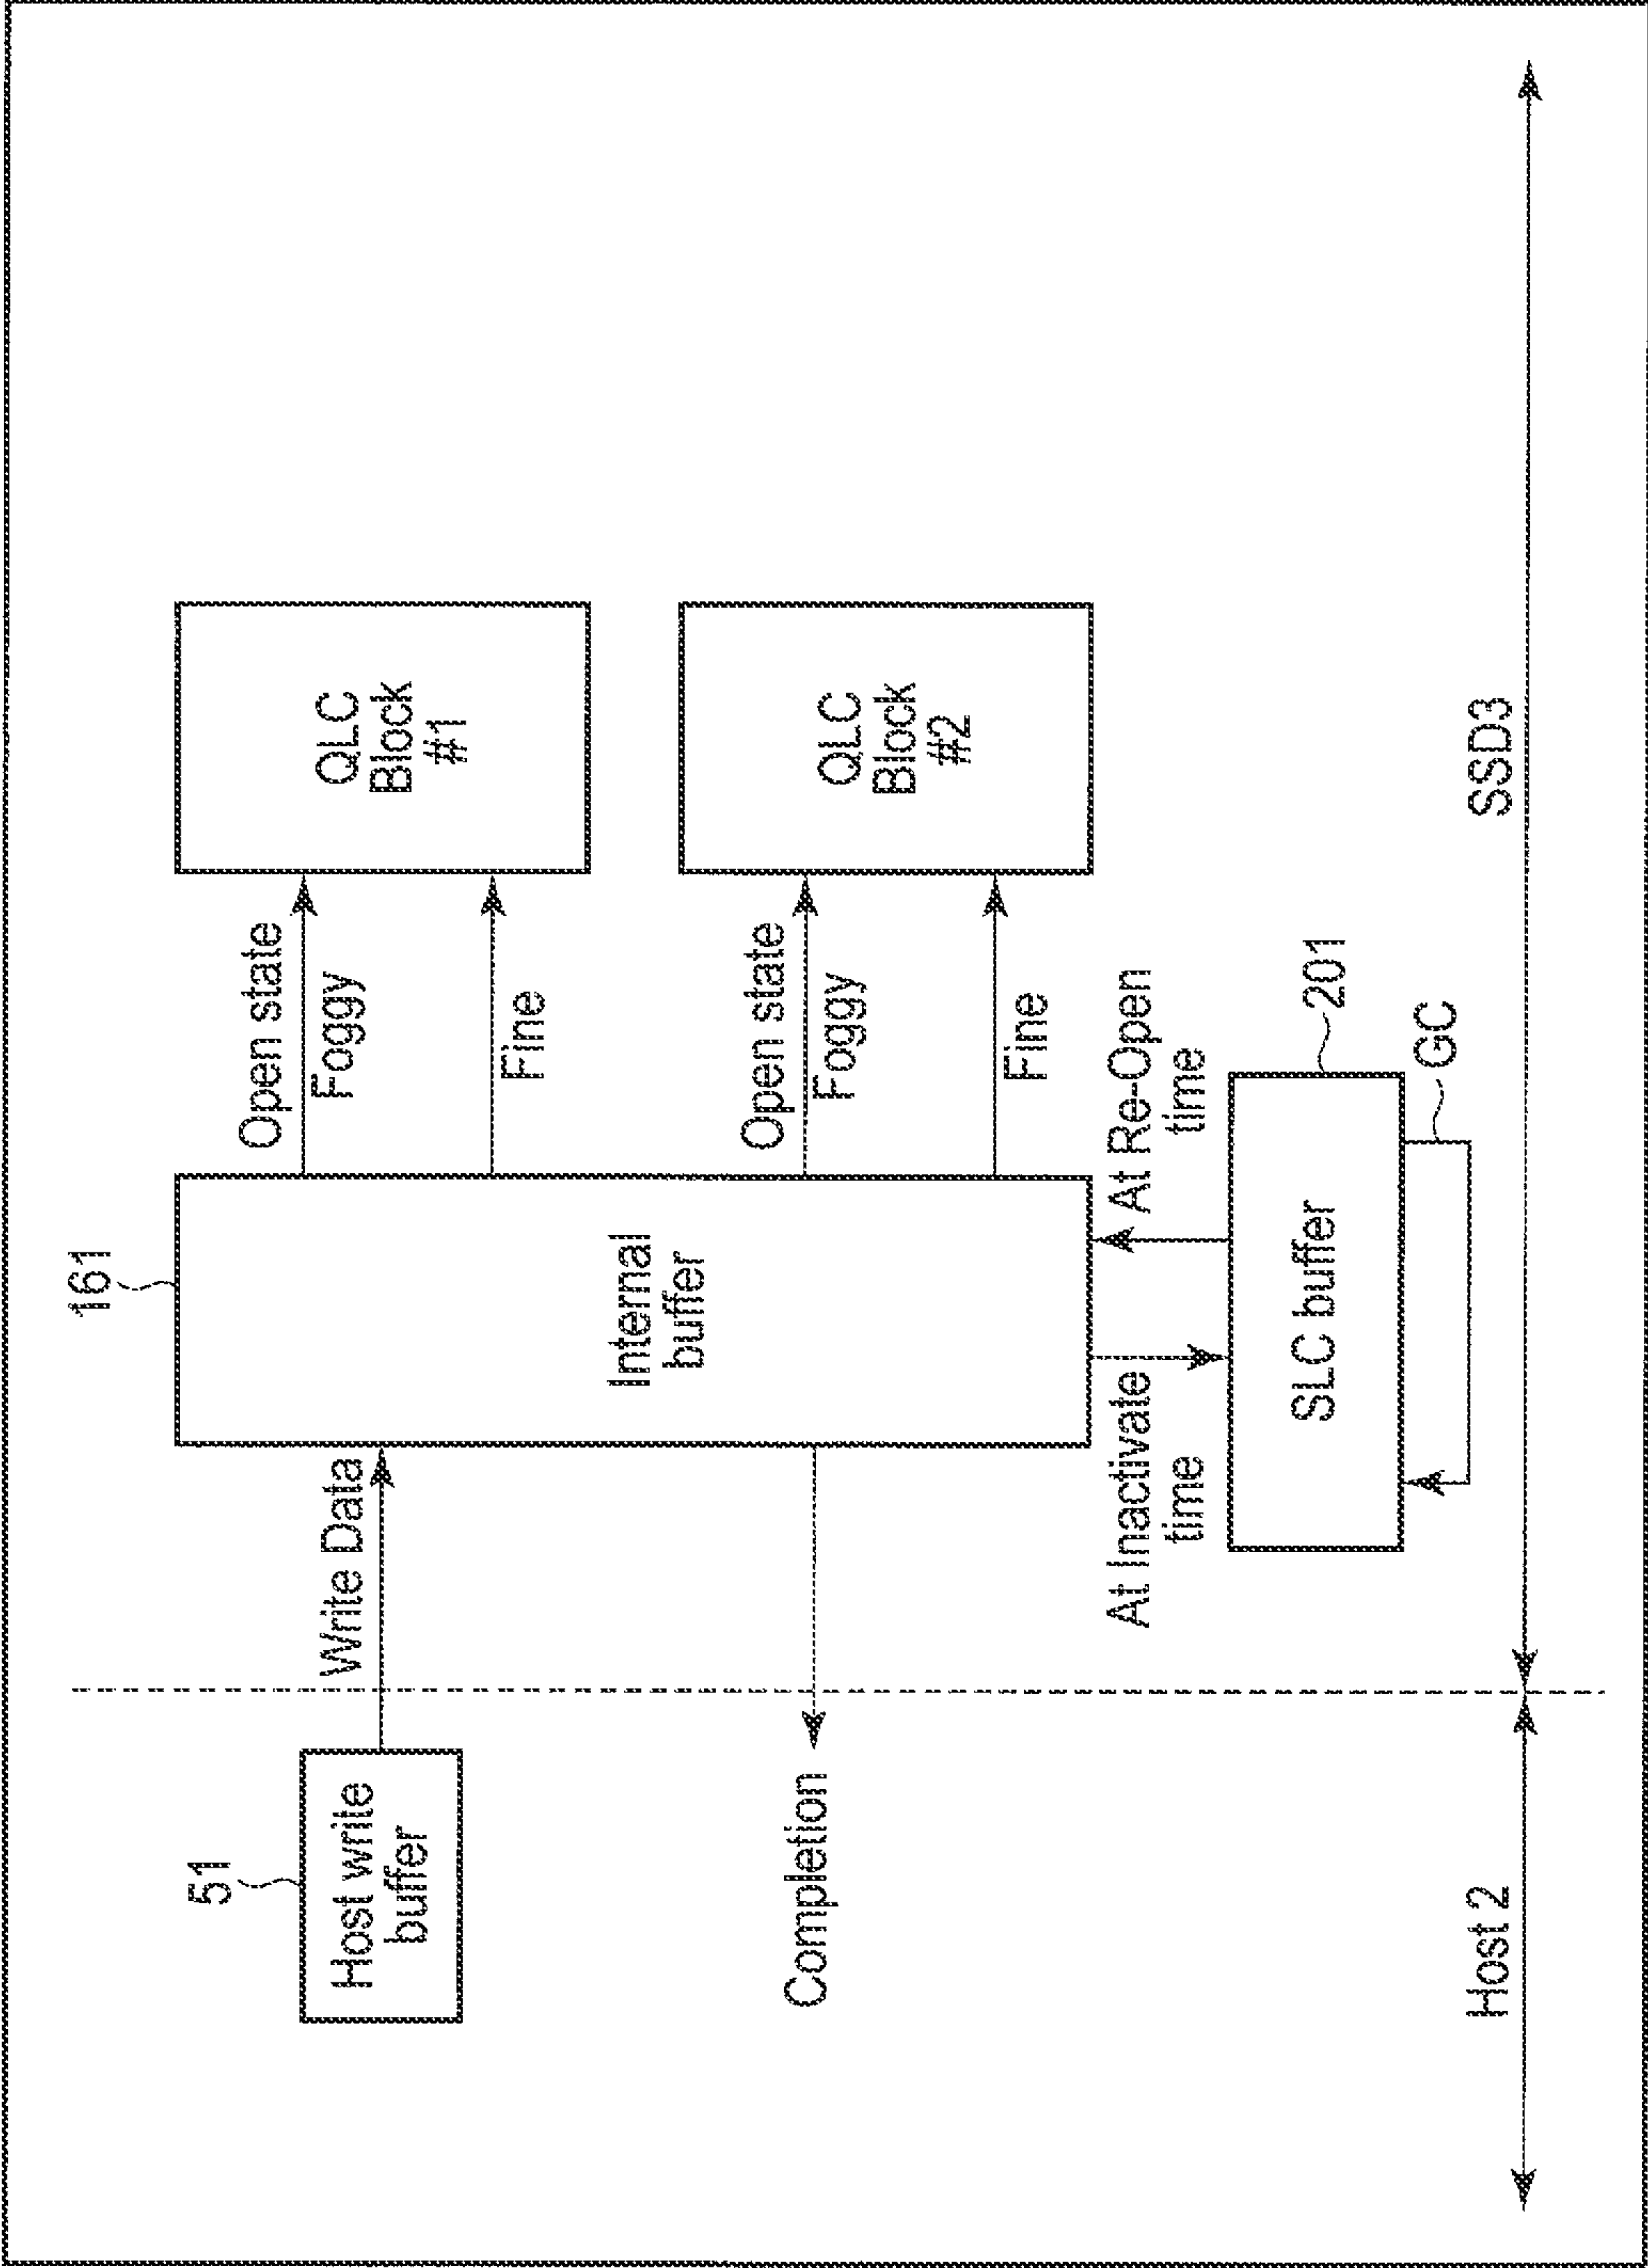 51
Host write
buffer
Write Data
161
Internal
buffer
Open state
Foggy
Fine
QLC
Block
#1
Open state
Foggy
Fine
QLC
Block
#2
Completion
At Inactivate
time
At Re-Open
time
SLC buffer
201
GC
Host 2
SSD3